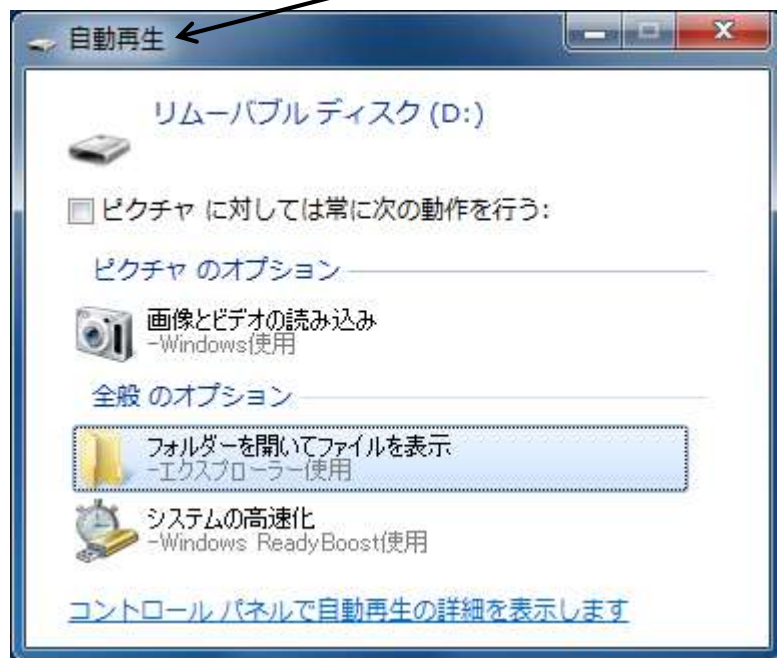 自動再生
リムーバブル ディスク (D:)
ピクチャ に対しては常に次の動作を行う:
ピクチャ のオプション
画像とビデオの読み込み
-Windows使用
全般 のオプション
フォルダーを開いてファイルを表示
-エクスプローラー使用
システムの高速化
-Windows ReadyBoost使用
コントロール パネルで自動再生の詳細を表示します